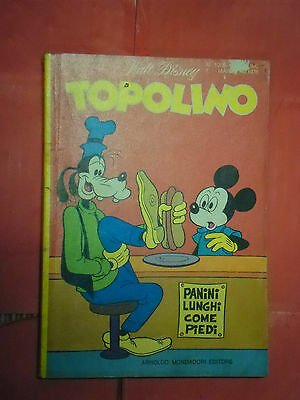 Walt Disney
TOPOLINO
PANINI
LUNGHI
COME
PIEDI
ARNOLDO MONDADORI EDITORE